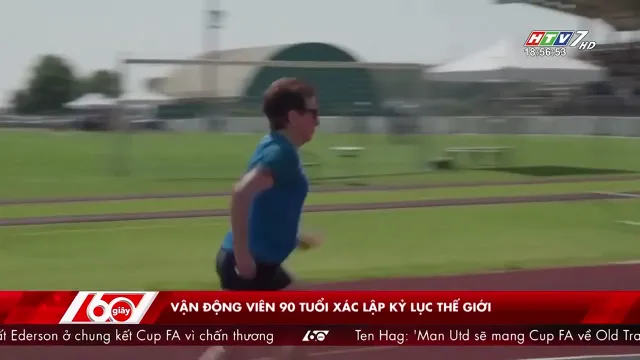 HTV7 HD
18:56:53
60 giây
VẬN ĐỘNG VIÊN 90 TUỔI XÁC LẬP KỶ LỤC THẾ GIỚI
ất Ederson ở chung kết Cup FA vì chấn thương 60 Ten Hag: 'Man Utd sẽ mang Cup FA về Old Tra